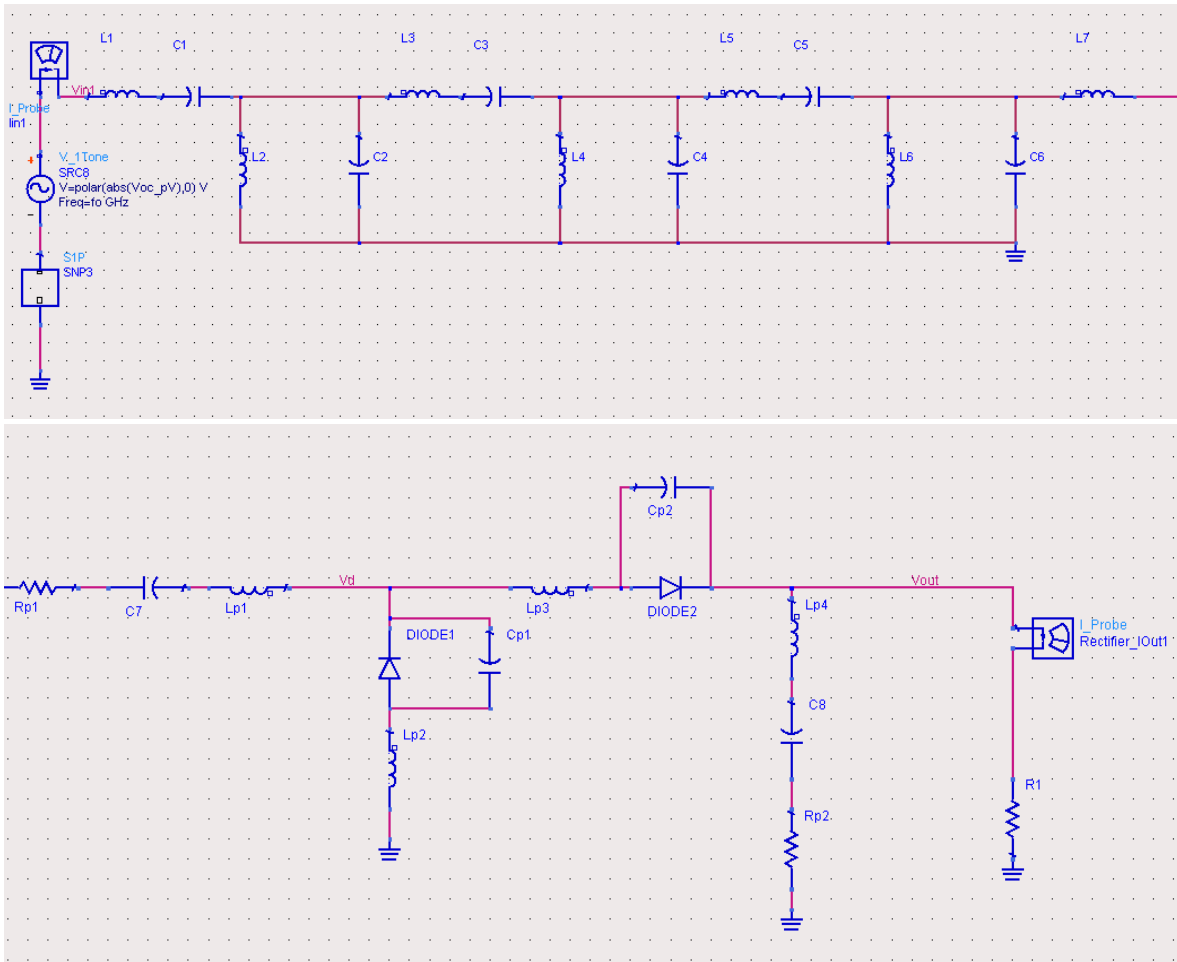 L1
C1
L3
C3
L5
C5
L7
Vin1
I_Probe
Iin1
V_1Tone
SRC8
V=polar(abs(Voc_pV),0) V
Freq=fo GHz
L2
C2
L4
C4
L6
C6
S1P
SNP3
Cp2
Rp1
C7
Lp1
Vd
Lp3
DIODE2
Vout
Lp4
DIODE1
Cp1
I_Probe
Rectifier_IOut1
C8
Lp2
R1
Rp2